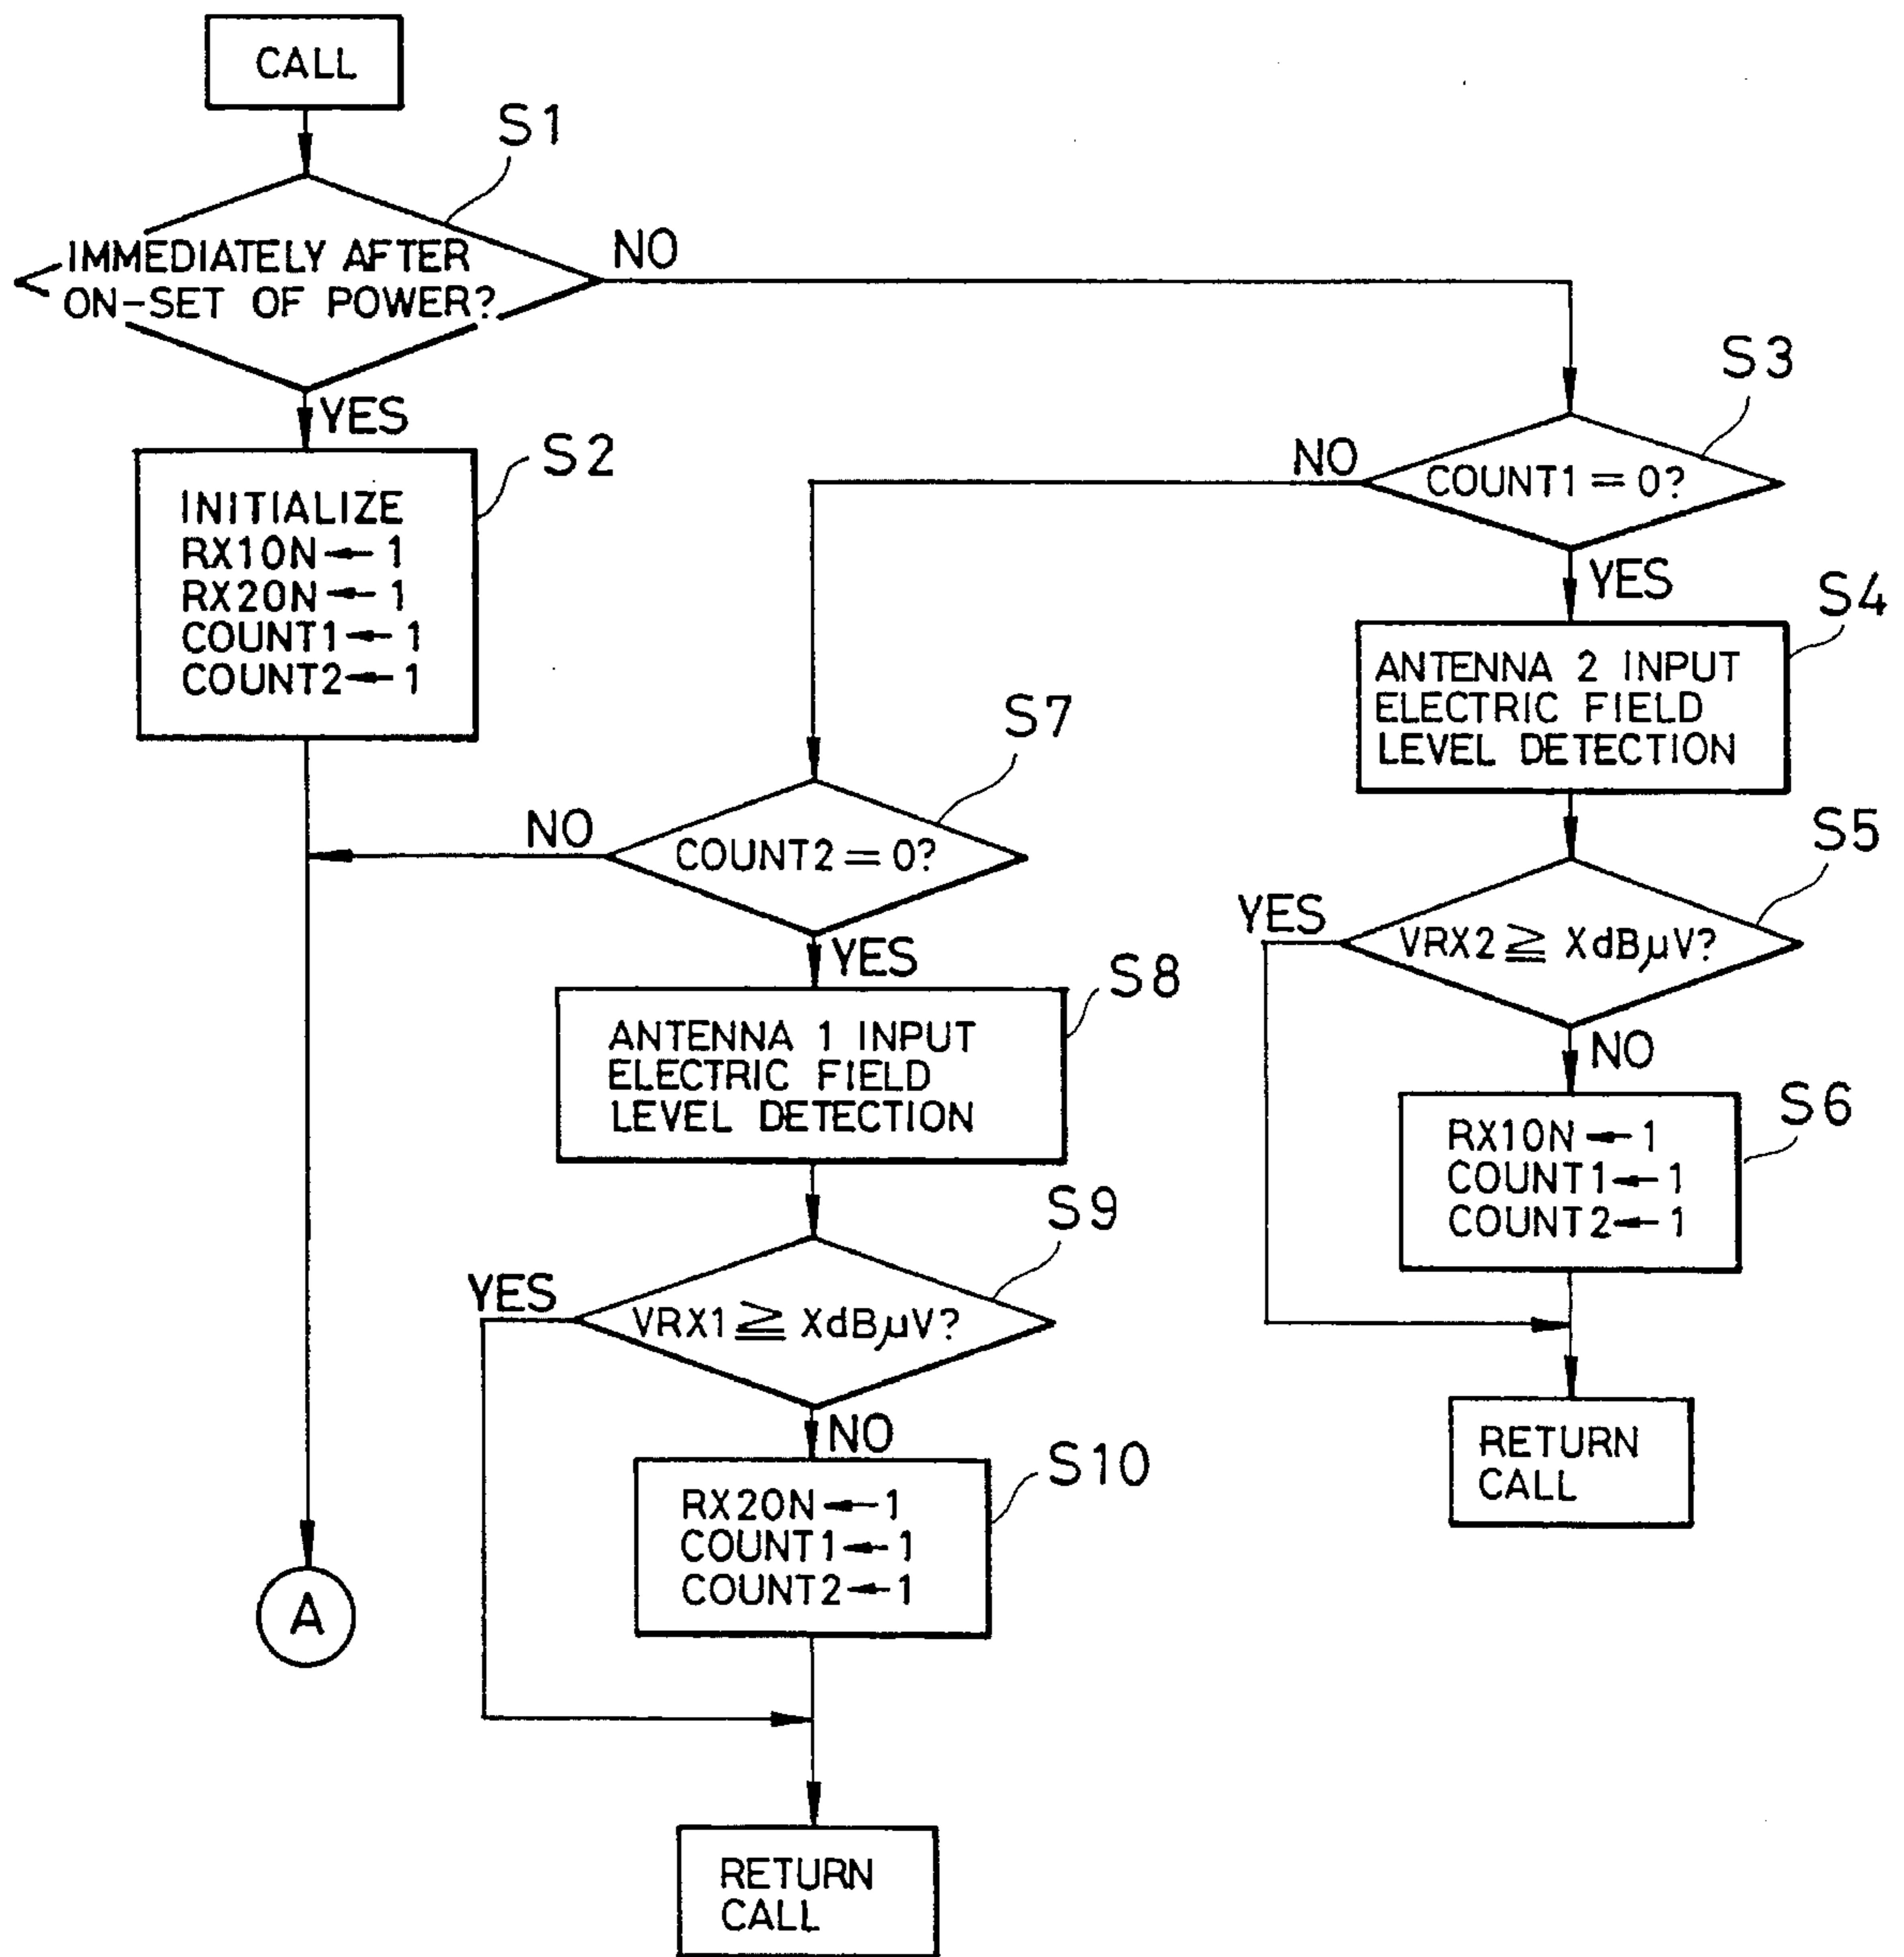 CALL
S1
IMMEDIATELY AFTER
ON-SET OF POWER?
NO
YES
S2
INITIALIZE
RX1ON ← 1
RX2ON ← 1
COUNT1 ← 1
COUNT2 ← 1
S3
COUNT1 = 0?
NO
YES
S4
ANTENNA 2 INPUT
ELECTRIC FIELD
LEVEL DETECTION
S5
VRX2 ≧ XdBµV?
YES
NO
S6
RX1ON ← 1
COUNT1 ← 1
COUNT2 ← 1
RETURN
CALL
S7
COUNT2 = 0?
NO
YES
S8
ANTENNA 1 INPUT
ELECTRIC FIELD
LEVEL DETECTION
S9
VRX1 ≧ XdBµV?
YES
NO
S10
RX2ON ← 1
COUNT1 ← 1
COUNT2 ← 1
RETURN
CALL
A